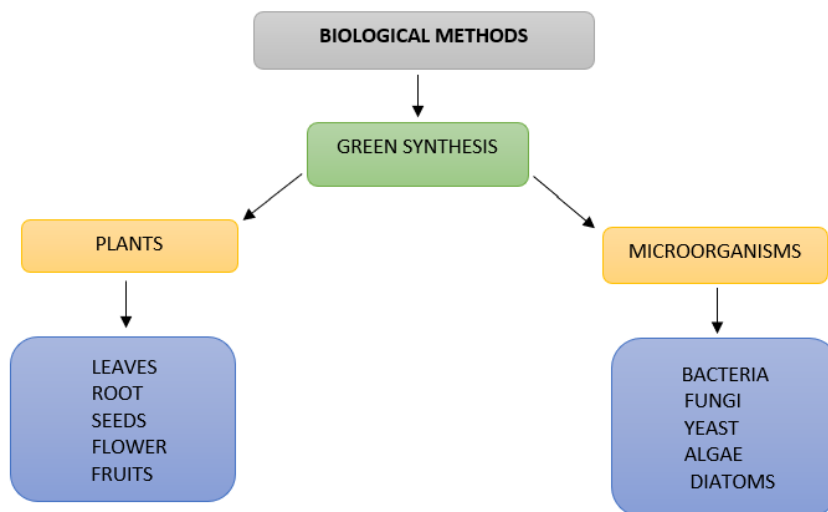 BIOLOGICAL METHODS
GREEN SYNTHESIS
PLANTS
MICROORGANISMS
LEAVES
ROOT
SEEDS
FLOWER
FRUITS
BACTERIA
FUNGI
YEAST
ALGAE
DIATOMS